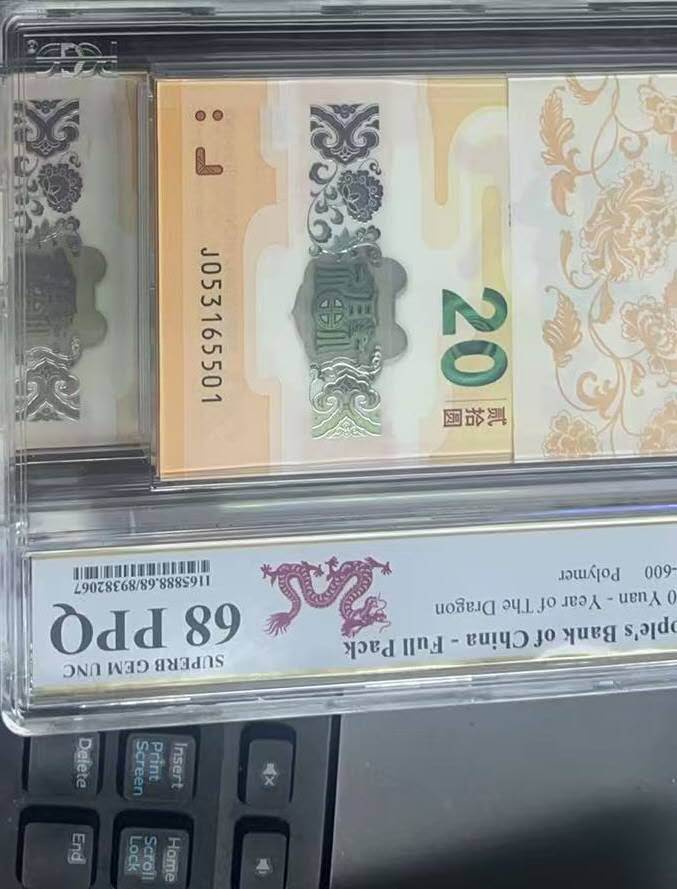 J053165501
20
贰拾圆
ople's Bank of China - Full Pack
0 Yuan - Year of The Dragon
-600 Polymer
SUPERB GEM UNC
68 PPQ
1165888.68/89382067
Insert
Print
Screen
Delete
Home
Scroll
Lock
End